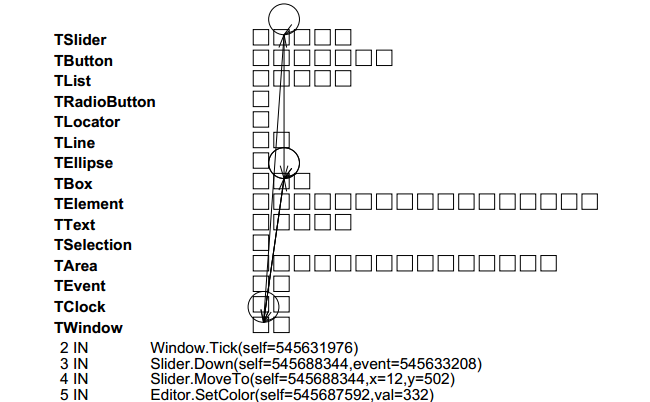 TSlider
TButton
TList
TRadioButton
TLocator
TLine
TEllipse
TBox
TElement
TText
TSelection
TArea
TEvent
TClock
TWindow
2 IN Window.Tick(self=545631976)
3 IN Slider.Down(self=545688344,event=545633208)
4 IN Slider.MoveTo(self=545688344,x=12,y=502)
5 IN Editor.SetColor(self=545687592,val=332)